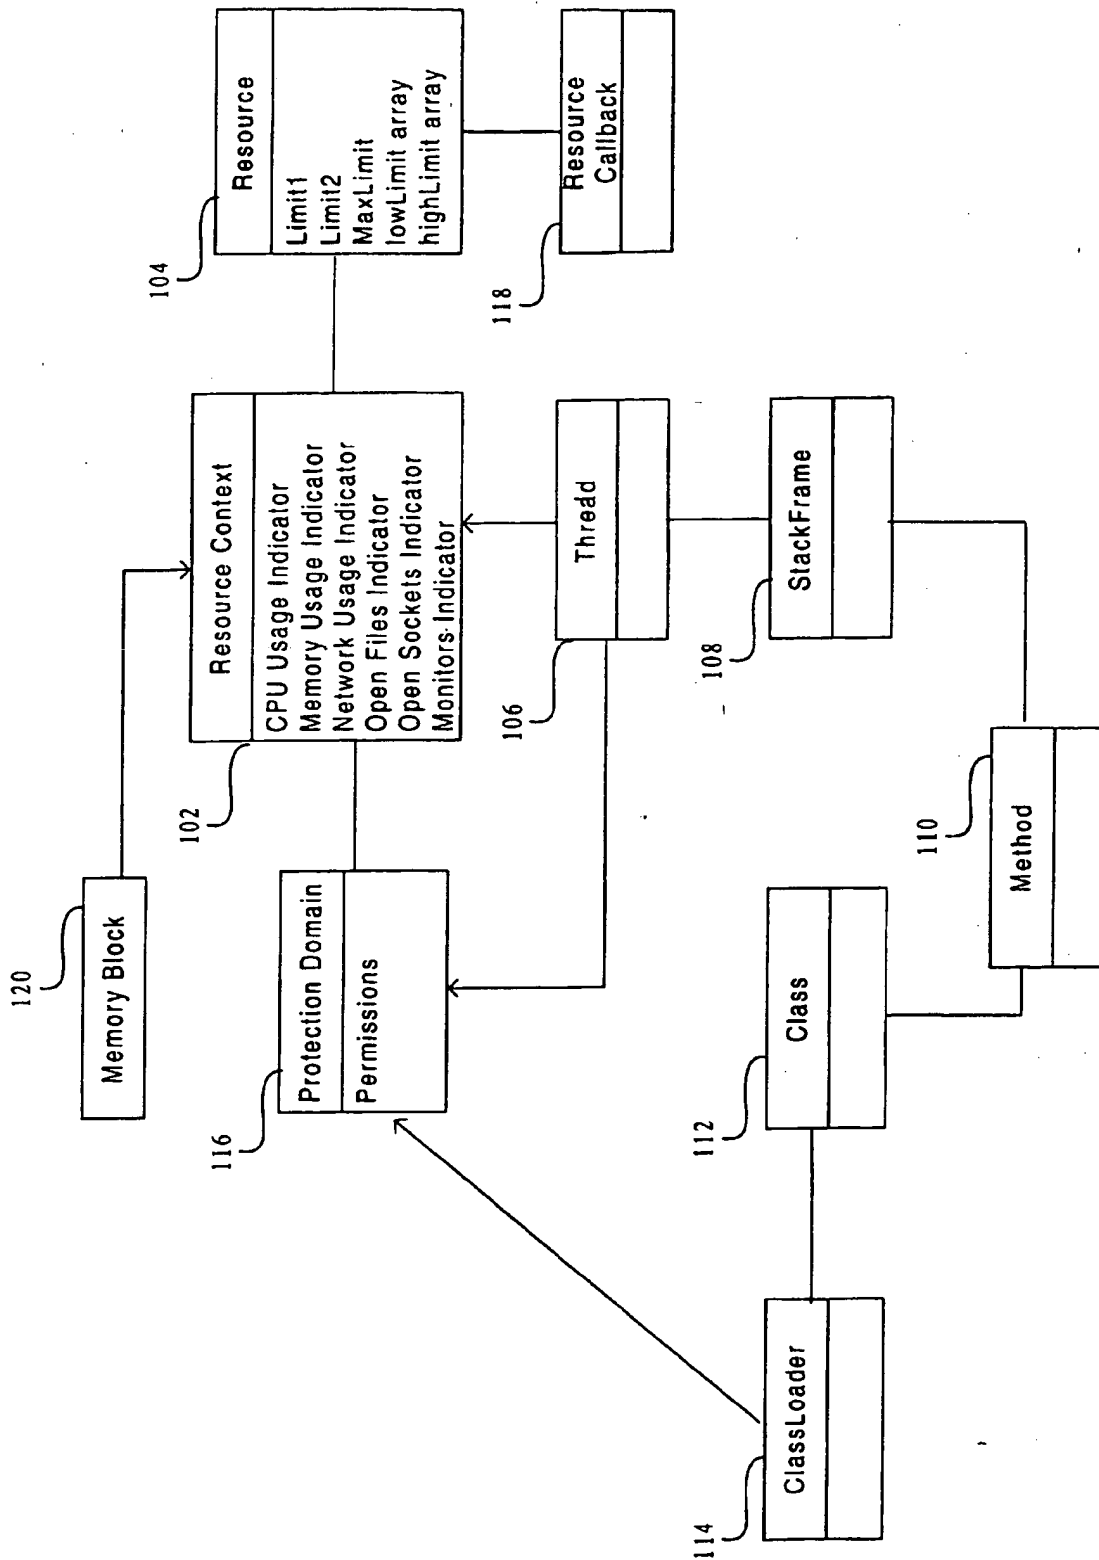 120
Memory Block
102
Resource Context
CPU Usage Indicator
Memory Usage Indicator
Network Usage Indicator
Open Files Indicator
Open Sockets Indicator
Monitors Indicator
104
Resource
Limit1
Limit2
MaxLimit
lowLimit array
highLimit array
116
Protection Domain
Permissions
106
Thread
118
Resource
Callback
108
StackFrame
114
ClassLoader
112
Class
110
Method